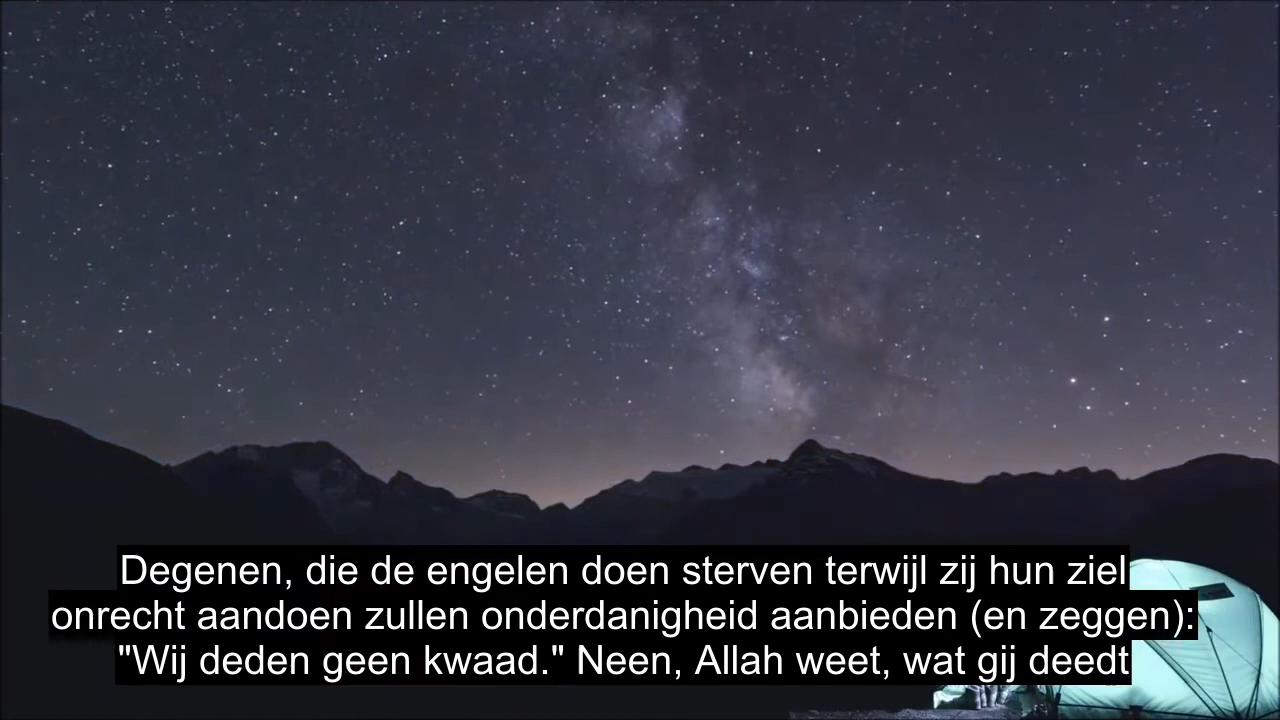 Degenen, die de engelen doen sterven terwijl zij hun ziel
onrecht aandoen zullen onderdanigheid aanbieden (en zeggen):
"Wij deden geen kwaad." Neen, Allah weet, wat gij deedt